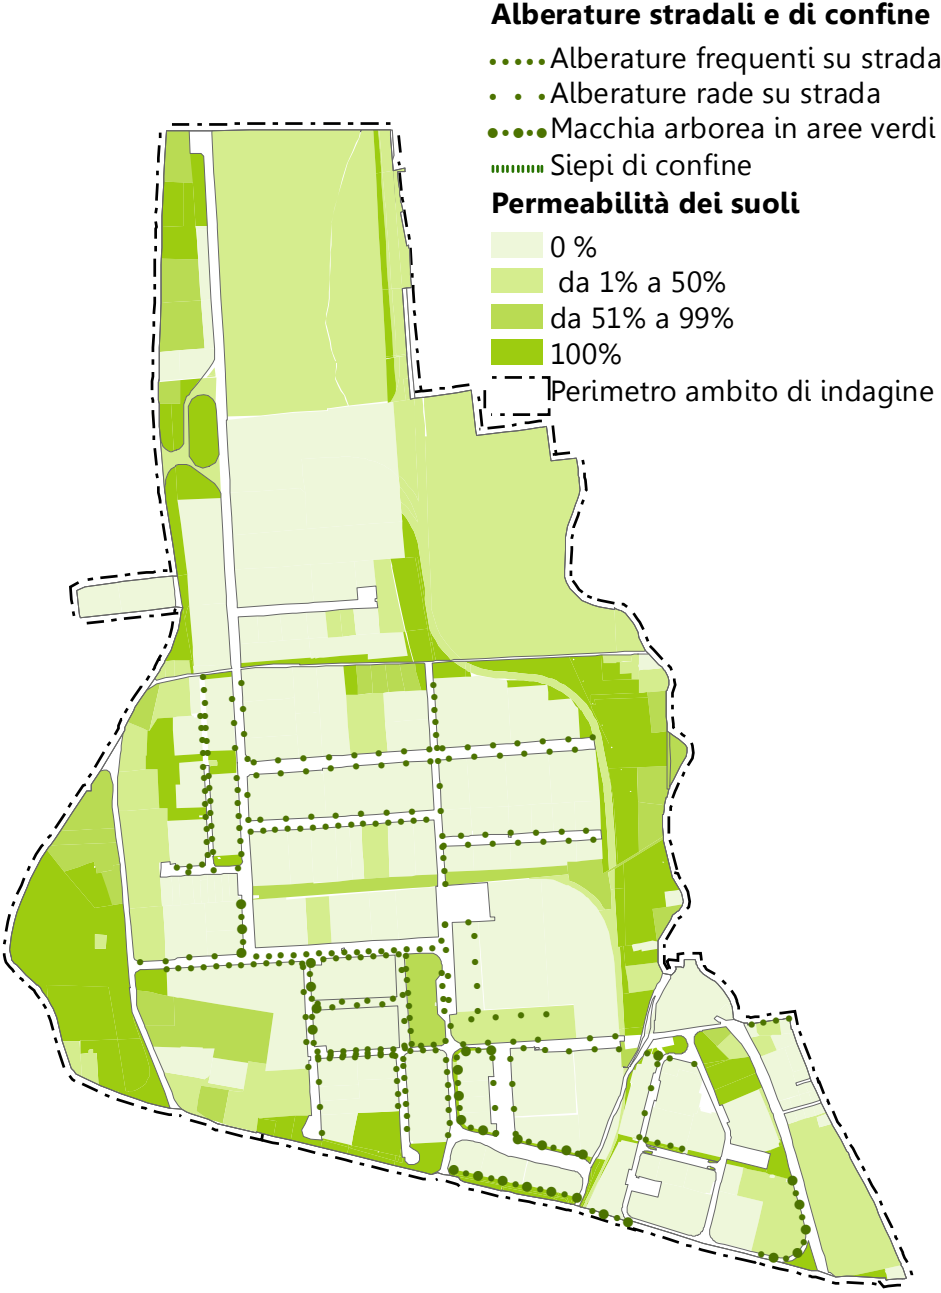 Alberature stradali e di confine
Alberature frequenti su strada
Alberature rade su strada
Macchia arborea in aree verdi
Siepi di confine
Permeabilità dei suoli
0 %
da 1% a 50%
da 51% a 99%
100%
Perimetro ambito di indagine